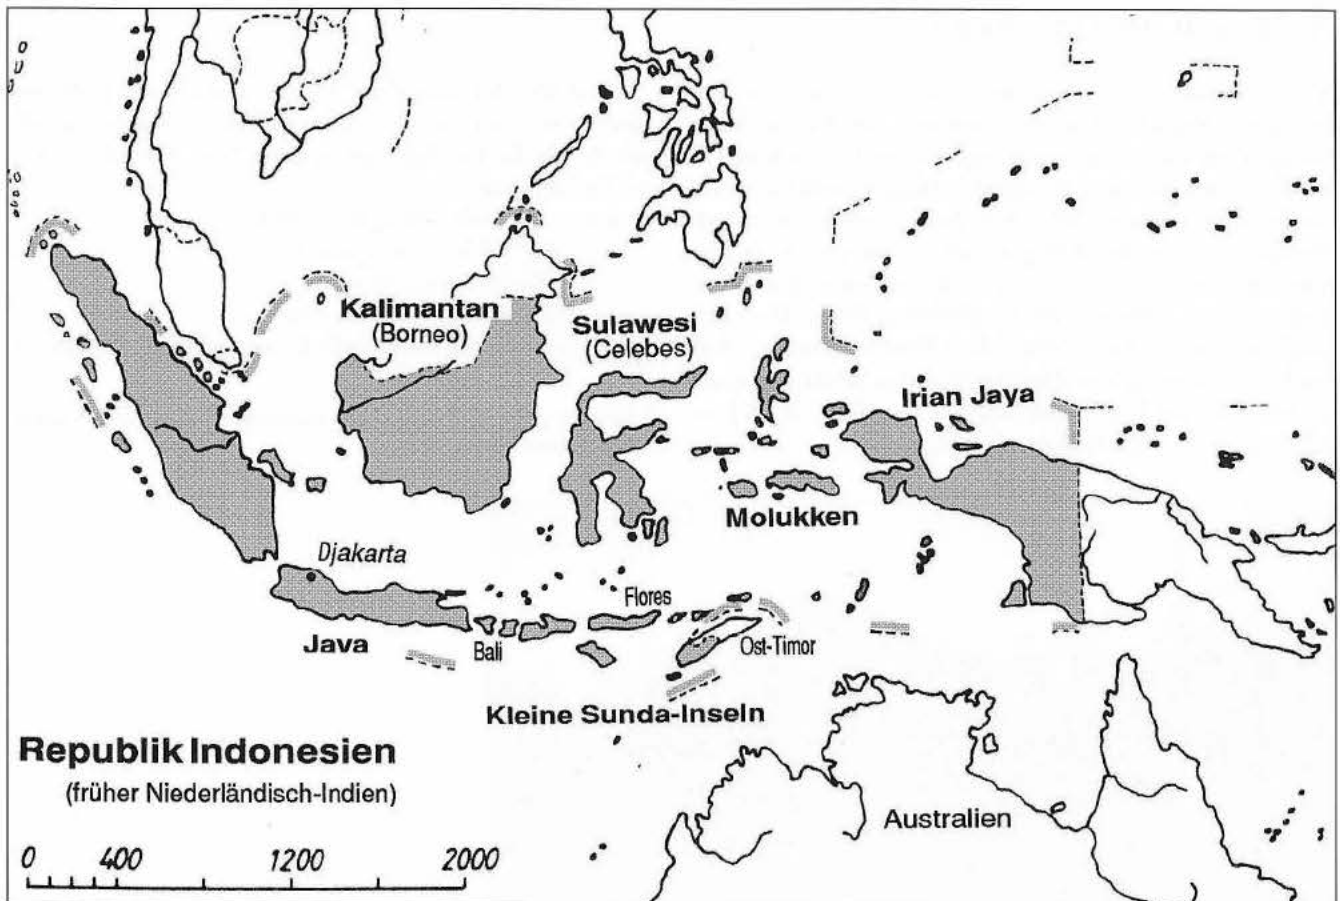 Kalimantan
(Borneo)
Sulawesi
(Celebes)
Irian Jaya
Molukken
Djakarta
Flores
Java
Bali
Ost-Timor
Kleine Sunda-Inseln
Republik Indonesien
(früher Niederländisch-Indien)
Australien
0 400 1200 2000